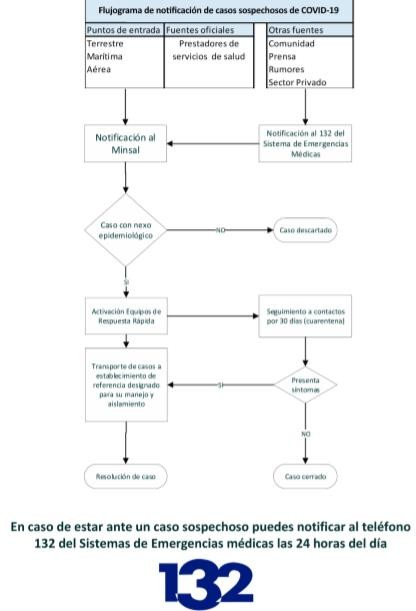 Flujograma de notificación de casos sospechosos de COVID-19
Puntos de entrada
Terrestre
Marítima
Aérea
Fuentes oficiales
Prestadores de
servicios de salud
Otras fuentes
Comunidad
Prensa
Rumores
Sector Privado
Notificación al
Minsal
Notificación al 132 del
Sistema de Emergencias
Médicas
Caso con nexo
epidemiológico
NO
Caso descartado
SI
Activación Equipos de
Respuesta Rápida
Seguimiento a contactos
por 30 días (cuarentena)
Transporte de casos a
establecimiento de
referencia designado
para su manejo y
aislamiento
SI
Presenta
síntomas
NO
Resolución de caso
Caso cerrado
En caso de estar ante un caso sospechoso puedes notificar al teléfono
132 del Sistemas de Emergencias médicas las 24 horas del día
132